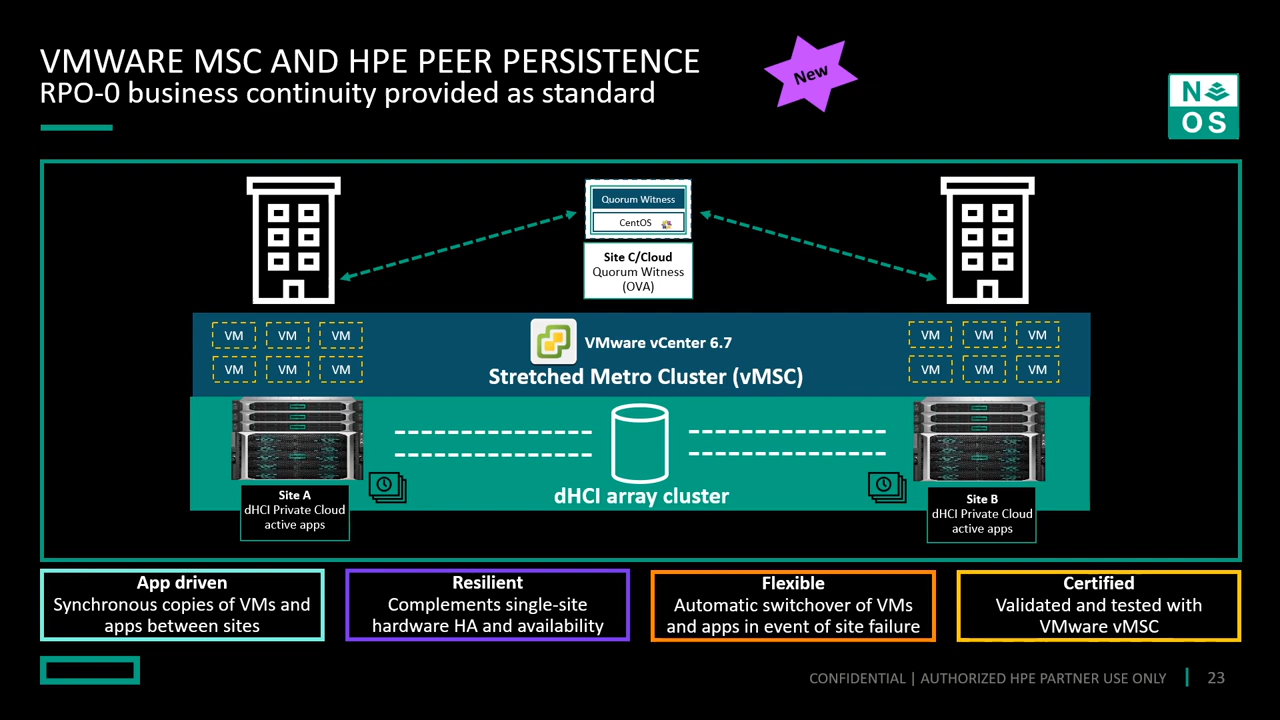 VMWARE MSC AND HPE PEER PERSISTENCE
RPO-0 business continuity provided as standard
New
N
OS
Quorum Witness
CentOS
Site C/Cloud
Quorum Witness
(OVA)
VM VM VM
VM VM VM
VMware vCenter 6.7
Stretched Metro Cluster (vMSC)
VM VM VM
VM VM VM
dHCI array cluster
Site A
dHCI Private Cloud
active apps
Site B
dHCI Private Cloud
active apps
App driven
Synchronous copies of VMs and
apps between sites
Resilient
Complements single-site
hardware HA and availability
Flexible
Automatic switchover of VMs
and apps in event of site failure
Certified
Validated and tested with
VMware vMSC
CONFIDENTIAL | AUTHORIZED HPE PARTNER USE ONLY
23